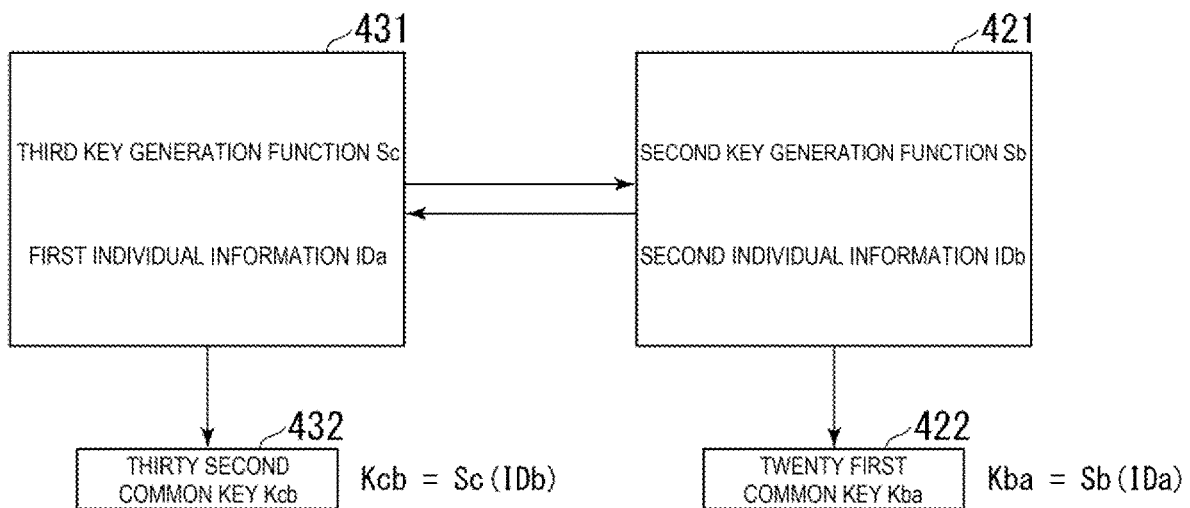 431
THIRD KEY GENERATION FUNCTION Sc
FIRST INDIVIDUAL INFORMATION IDa
421
SECOND KEY GENERATION FUNCTION Sb
SECOND INDIVIDUAL INFORMATION IDb
432
THIRTY SECOND
COMMON KEY Kcb
Kcb = Sc(IDb)
422
TWENTY FIRST
COMMON KEY Kba
Kba = Sb(IDa)